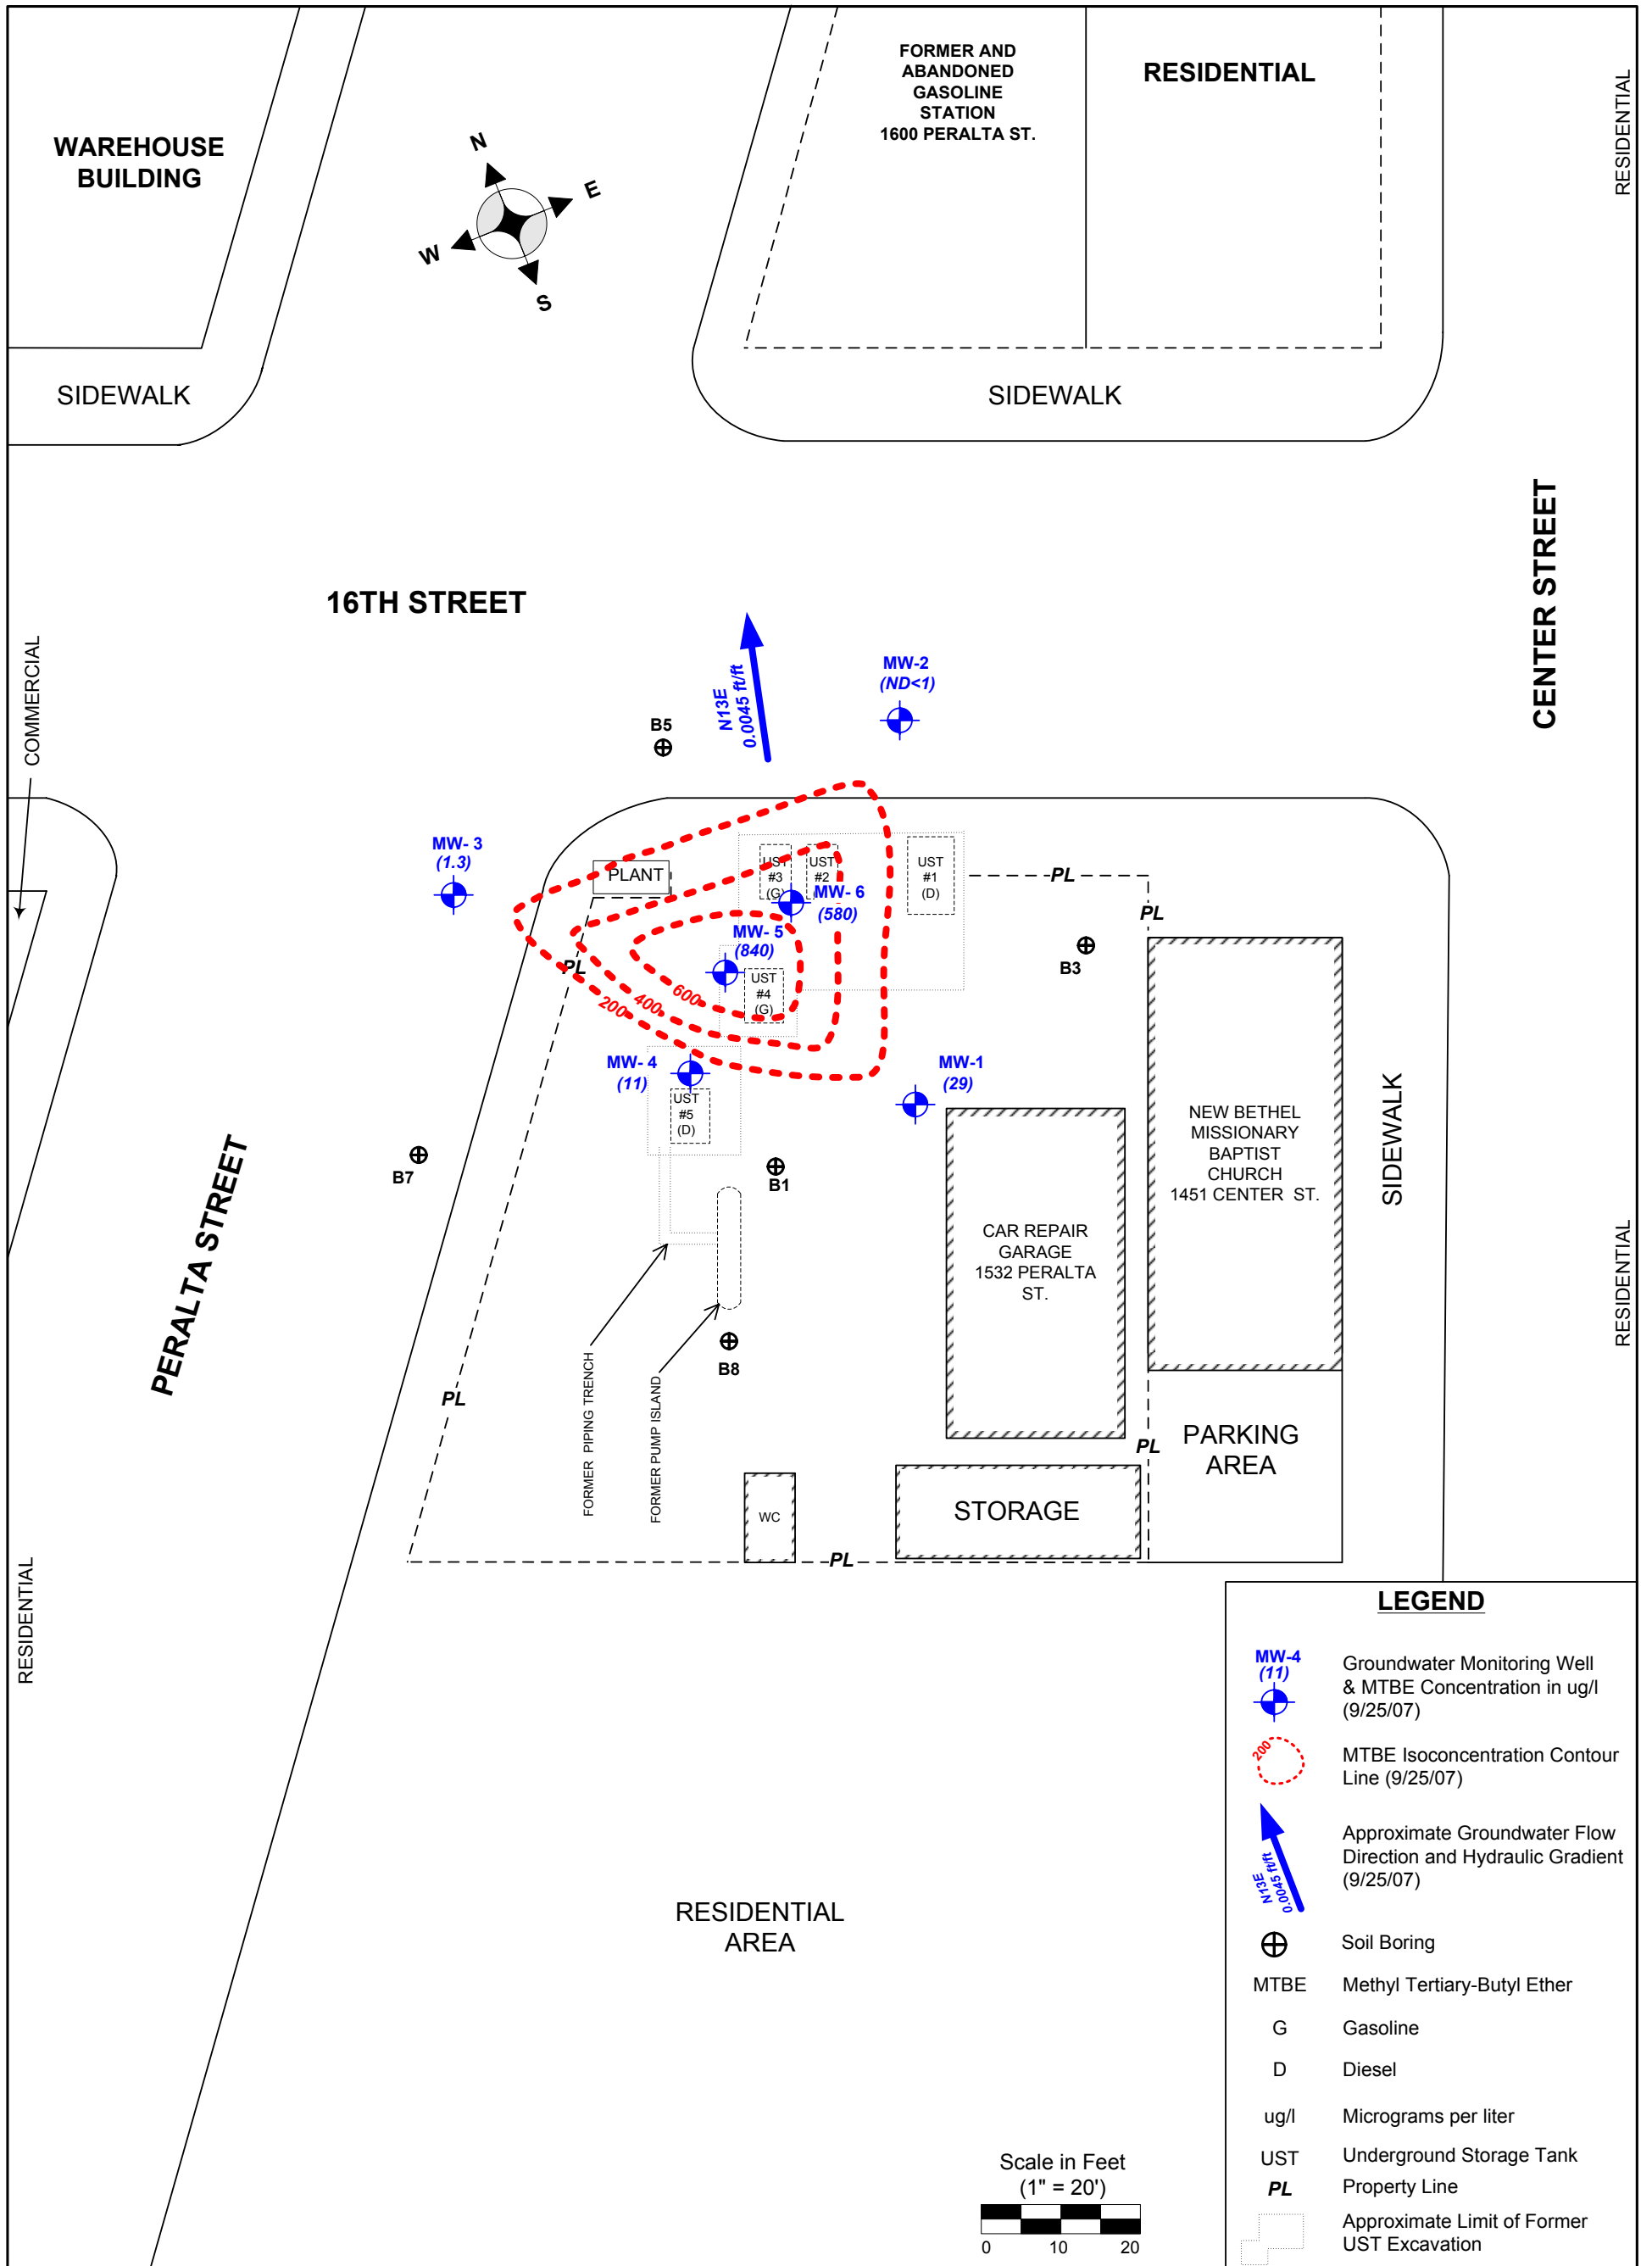 FORMER AND
ABANDONED
GASOLINE
STATION
1600 PERALTA ST.
RESIDENTIAL
RESIDENTIAL
WAREHOUSE
BUILDING
N
E
W
S
SIDEWALK
SIDEWALK
16TH STREET
CENTER STREET
COMMERCIAL
N13E
0.0045 ft/ft
MW-2
(ND<1)
B5
MW- 3
(1.3)
PLANT
UST
#3
(G)
UST
#2
UST
#1
(D)
PL
PL
MW- 6
(580)
MW- 5
(840)
B3
PL
UST
#4
(G)
600
400
200
MW- 4
(11)
MW-1
(29)
UST
#5
(D)
B7
B1
NEW BETHEL
MISSIONARY
BAPTIST
CHURCH
1451 CENTER ST.
SIDEWALK
PERALTA STREET
CAR REPAIR
GARAGE
1532 PERALTA
ST.
RESIDENTIAL
B8
FORMER PIPING TRENCH
FORMER PUMP ISLAND
PL
PL
PARKING
AREA
WC
STORAGE
PL
RESIDENTIAL
RESIDENTIAL
AREA
LEGEND
MW-4
(11)
Groundwater Monitoring Well
& MTBE Concentration in ug/l
(9/25/07)
200
MTBE Isoconcentration Contour
Line (9/25/07)
N13E
0.0045 ft/ft
Approximate Groundwater Flow
Direction and Hydraulic Gradient
(9/25/07)
Soil Boring
MTBE Methyl Tertiary-Butyl Ether
G Gasoline
D Diesel
ug/l Micrograms per liter
UST Underground Storage Tank
PL Property Line
Approximate Limit of Former
UST Excavation
Scale in Feet
(1" = 20')
0 10 20